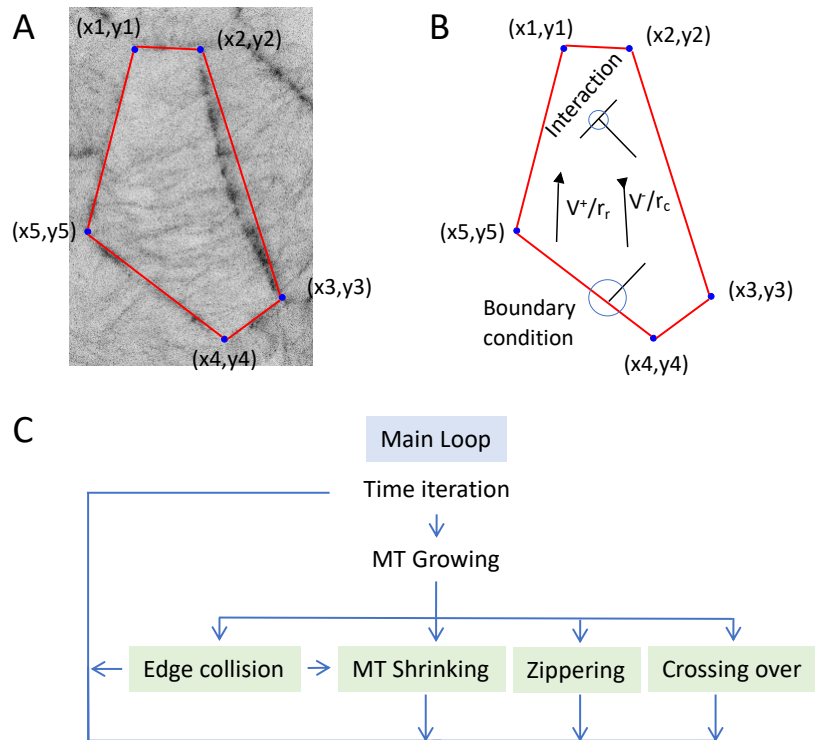 A
(x1,y1)
(x2,y2)
(x5,y5)
(x3,y3)
(x4,y4)
B
(x1,y1)
(x2,y2)
Interaction
V⁺/rᵣ
V⁻/r꜀
(x5,y5)
(x3,y3)
Boundary
condition
(x4,y4)
C
Main Loop
Time iteration
MT Growing
Edge collision
MT Shrinking
Zippering
Crossing over